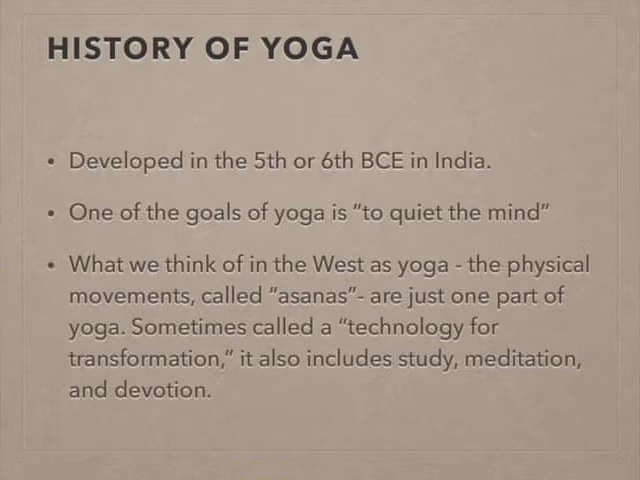 HISTORY OF YOGA
• Developed in the 5th or 6th BCE in India.
• One of the goals of yoga is “to quiet the mind”
• What we think of in the West as yoga - the physical
movements, called “asanas”- are just one part of
yoga. Sometimes called a “technology for
transformation,” it also includes study, meditation,
and devotion.